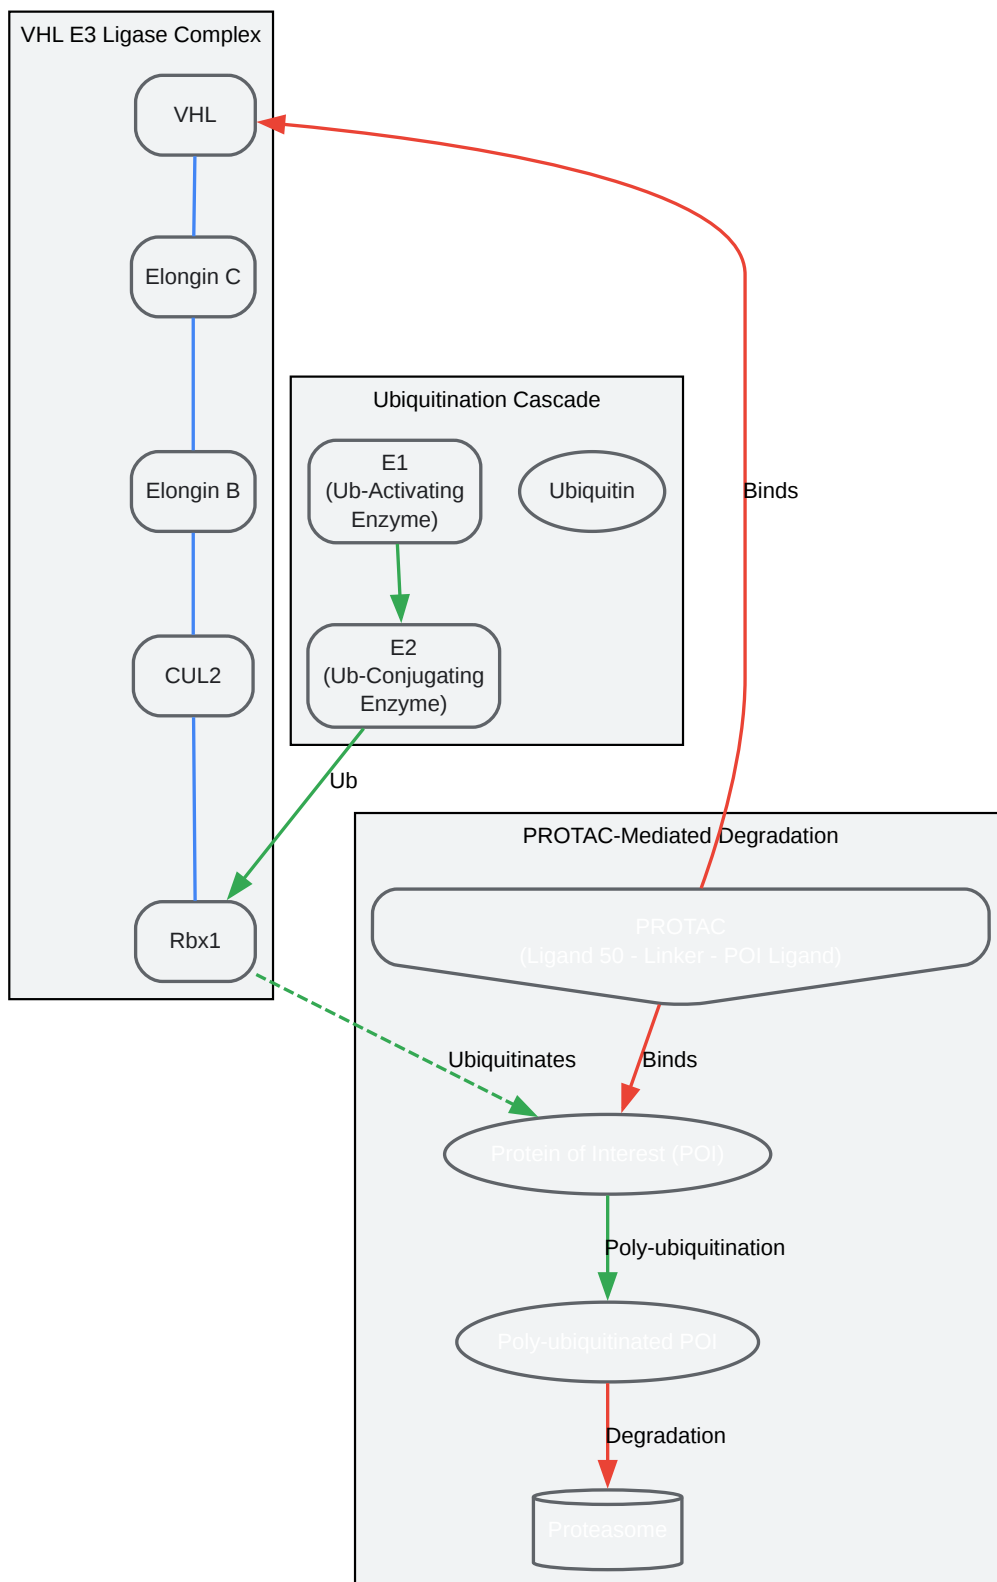 VHL E3 Ligase Complex
VHL
Elongin C
Elongin B
CUL2
Rbx1
Ubiquitination Cascade
E1
(Ub-Activating
Enzyme)
Ubiquitin
E2
(Ub-Conjugating
Enzyme)
Ub
Binds
PROTAC-Mediated Degradation
PROTAC
(Ligand 50 - Linker - POI Ligand)
Ubiquitinates
Binds
Protein of Interest (POI)
Poly-ubiquitination
Poly-ubiquitinated POI
Degradation
Proteasome